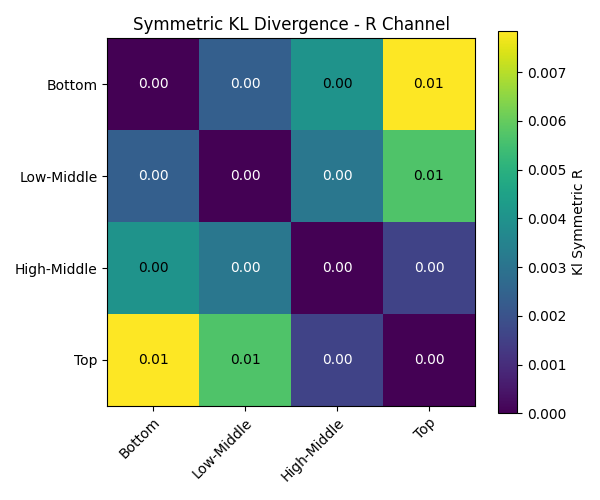 Symmetric KL Divergence - R Channel
Bottom
0.00 0.00 0.00 0.01
Low-Middle
0.00 0.00 0.00 0.01
High-Middle
0.00 0.00 0.00 0.00
Top
0.01 0.01 0.00 0.00
Bottom
Low-Middle
High-Middle
Top
0.007
0.006
0.005
0.004
0.003
0.002
0.001
0.000
Kl Symmetric R